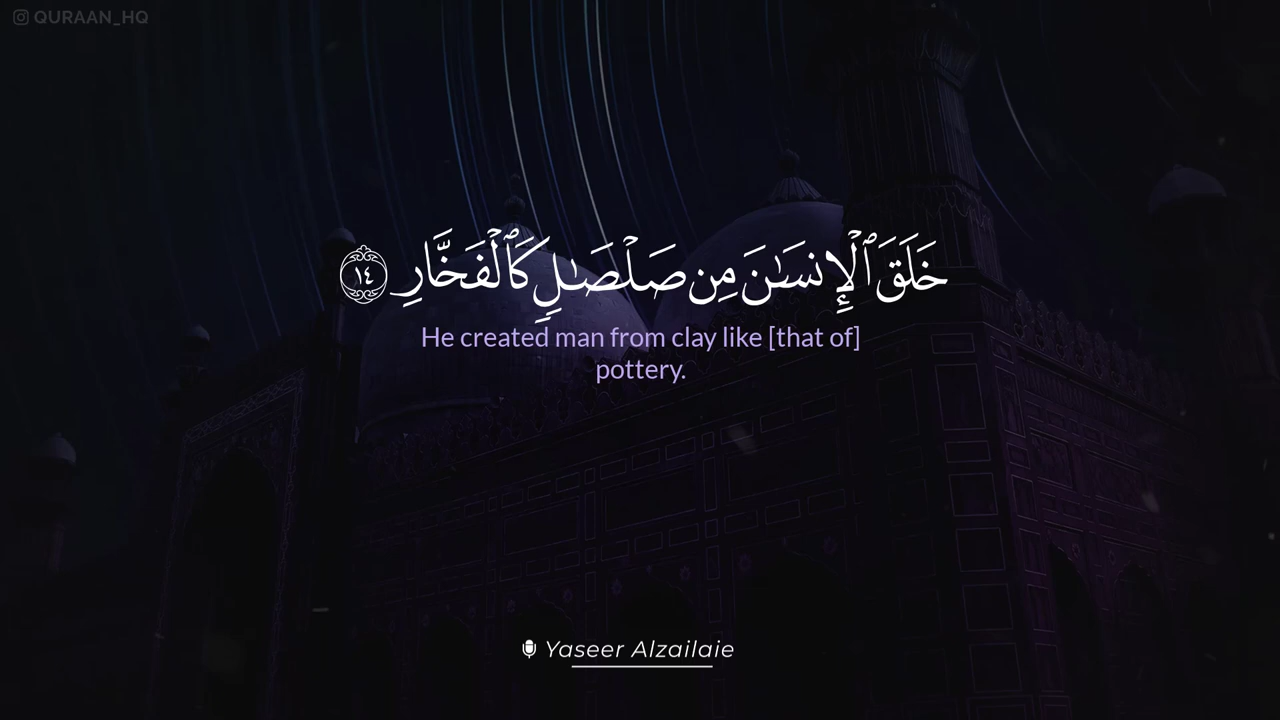 QURAAN_HQ
خَلَقَ ٱلْإِنسَـٰنَ مِن صَلْصَـٰلٍ كَٱلْفَخَّارِ ١٤
He created man from clay like [that of]
pottery.
Yaseer Alzailaie